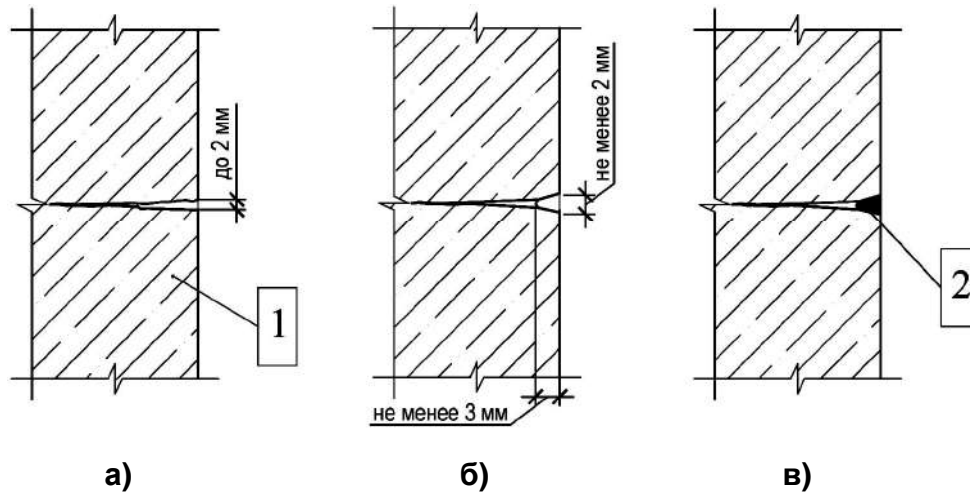 до 2 мм
1
не менее 2 мм
не менее 3 мм
2
а)
б)
в)